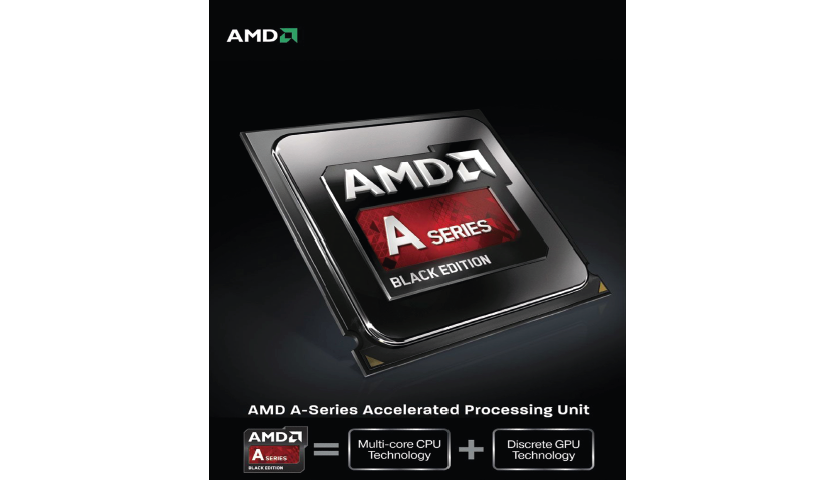 AMD
AMD
A SERIES
BLACK EDITION
AMD A-Series Accelerated Processing Unit
AMD
A SERIES
BLACK EDITION
=
Multi-core CPU
Technology
+
Discrete GPU
Technology